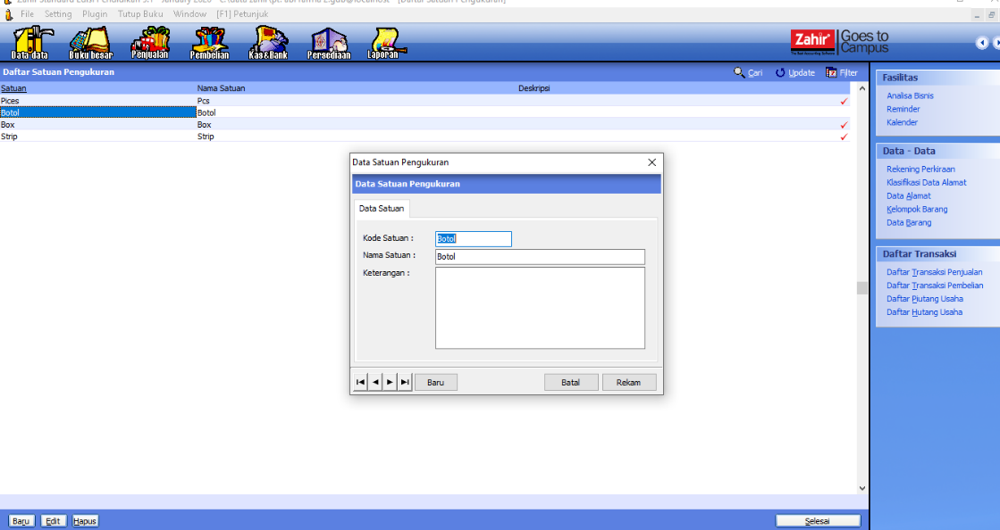 Zahir Standard Edisi Pendidikan 5.1 - January 2020 - C:\data zahir\pt. abi farma 2.gdb@localhost - [Daftar Satuan Pengukuran]
File Setting Plugin Tutup Buku Window [F1] Petunjuk
Data-data Buku besar Penjualan Pembelian Kas&Bank Persediaan Laporan
Zahir Goes to
Campus
Daftar Satuan Pengukuran Cari Update Filter
Satuan Nama Satuan Deskripsi
Pices Pcs
Botol Botol
Box Box
Strip Strip
Data Satuan Pengukuran
Data Satuan Pengukuran
Data Satuan
Kode Satuan : Botol
Nama Satuan : Botol
Keterangan :
Baru Batal Rekam
Fasilitas
Analisa Bisnis
Reminder
Kalender
Data - Data
Rekening Perkiraan
Klasifikasi Data Alamat
Data Alamat
Kelompok Barang
Data Barang
Daftar Transaksi
Daftar Transaksi Penjualan
Daftar Transaksi Pembelian
Daftar Piutang Usaha
Daftar Hutang Usaha
Baru Edit Hapus Selesai